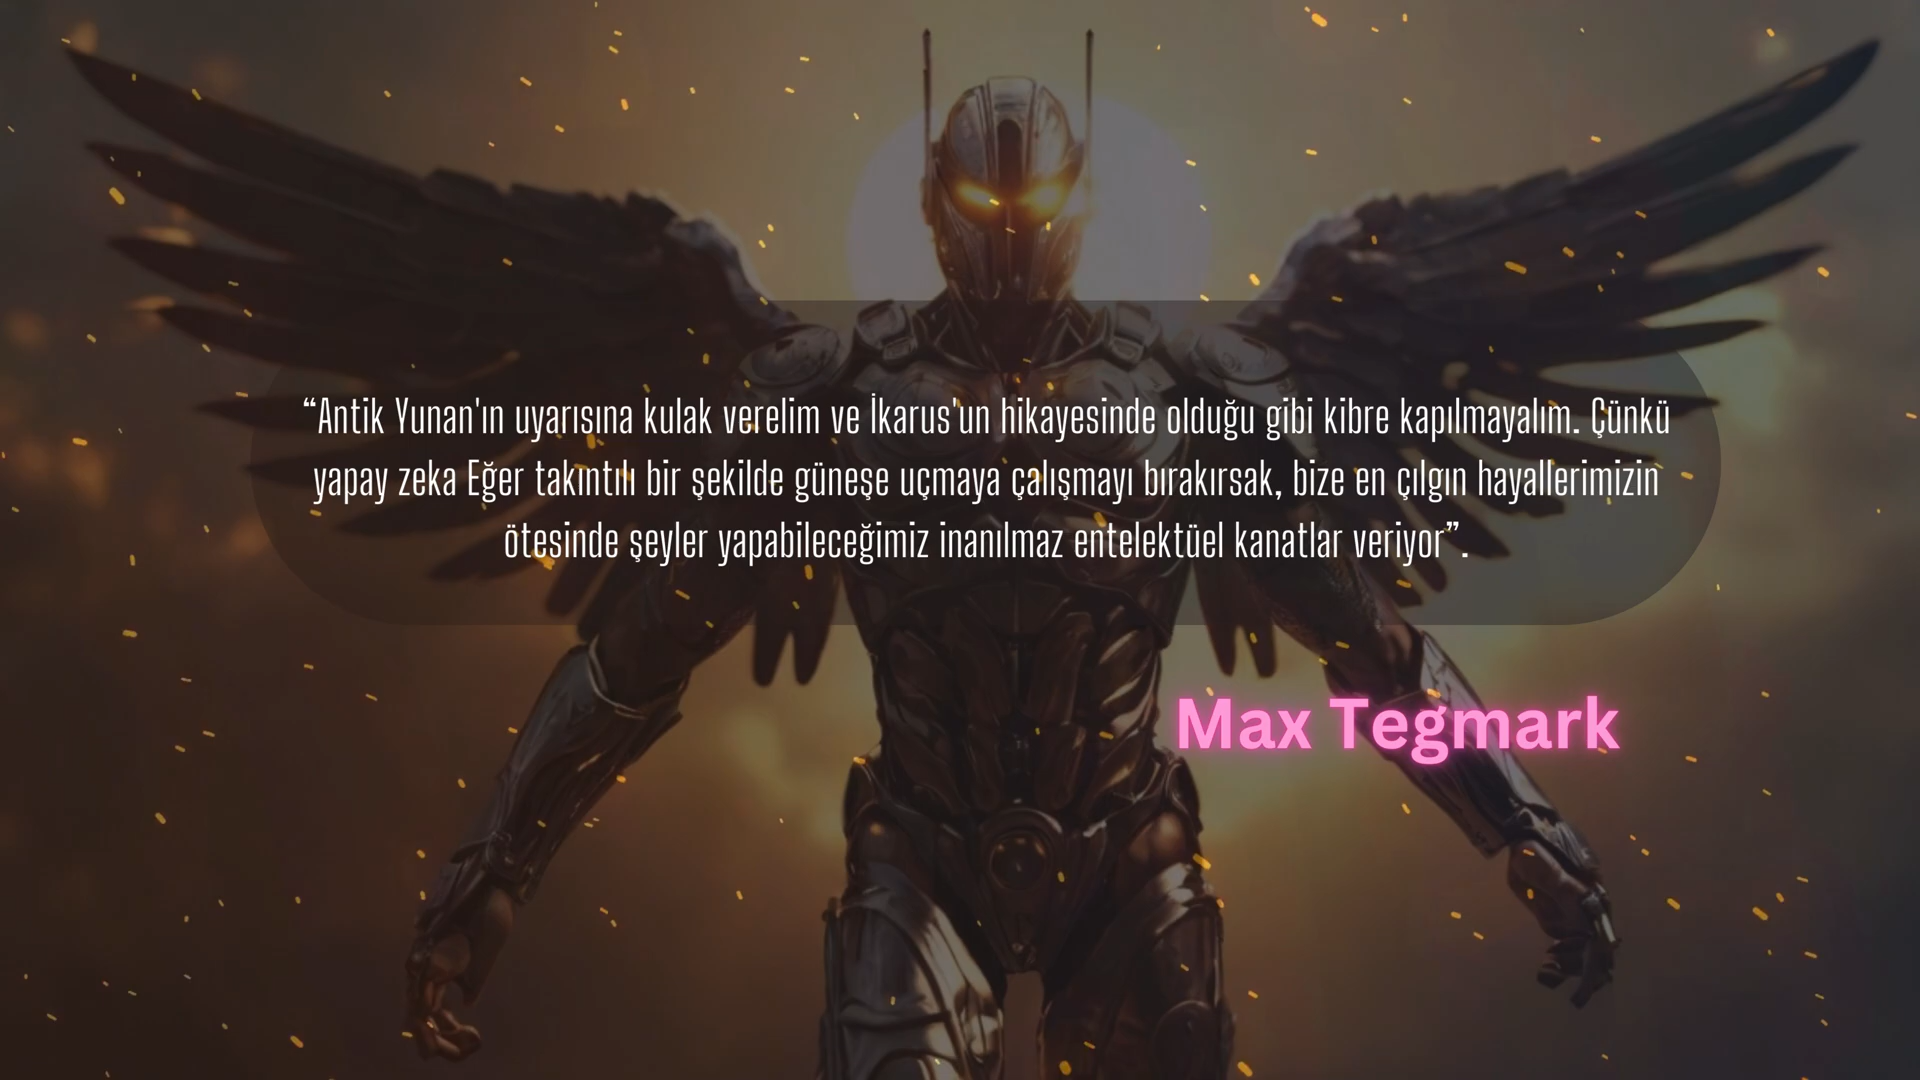 “Antik Yunan'ın uyarısına kulak verelim ve İkarus'un hikayesinde olduğu gibi kibre kapılmayalım. Çünkü
yapay zeka Eğer takıntılı bir şekilde güneşe uçmaya çalışmayı bırakırsak, bize en çılgın hayallerimizin
ötesinde şeyler yapabileceğimiz inanılmaz entelektüel kanatlar veriyor”.
Max Tegmark